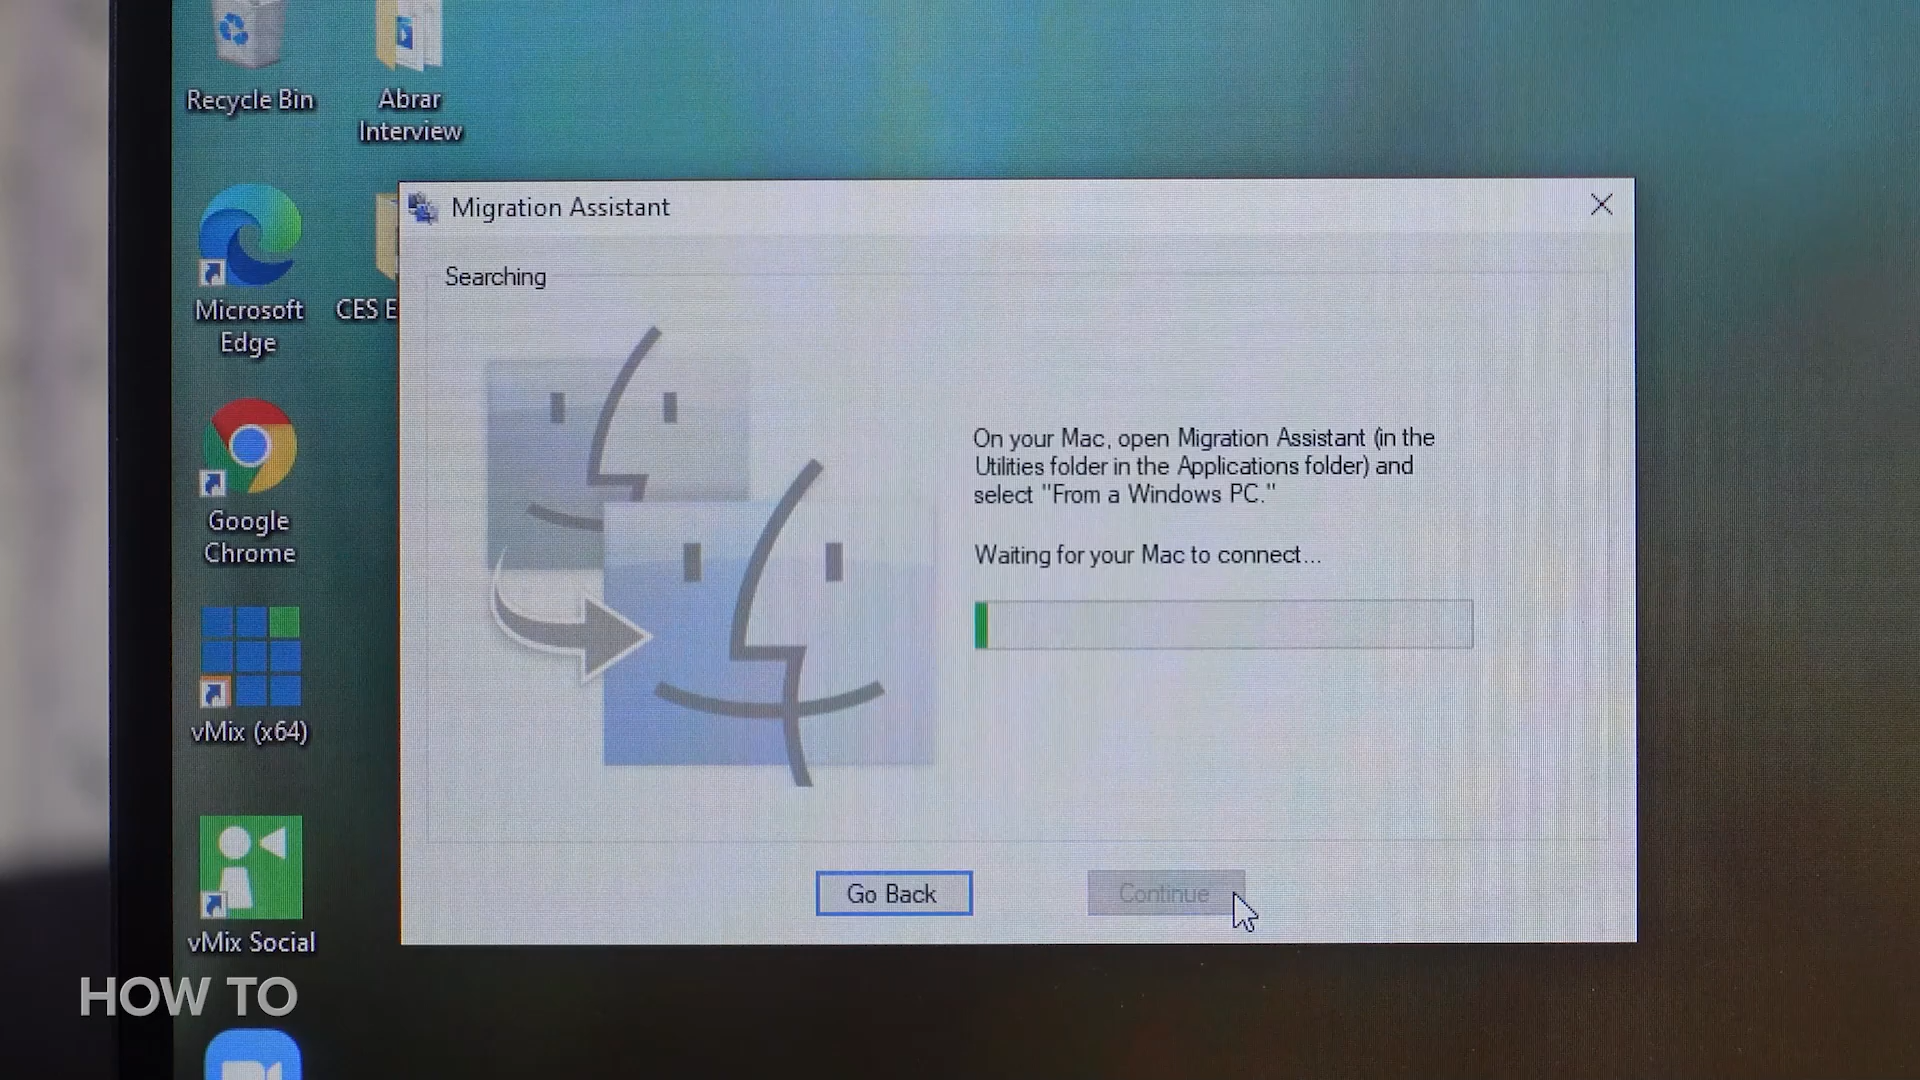 Recycle Bin
Abrar
Interview
Microsoft
Edge
CES E
Google
Chrome
vMix (x64)
vMix Social
Migration Assistant
Searching
On your Mac, open Migration Assistant (in the
Utilities folder in the Applications folder) and
select "From a Windows PC."
Waiting for your Mac to connect...
Go Back
Continue
HOW TO